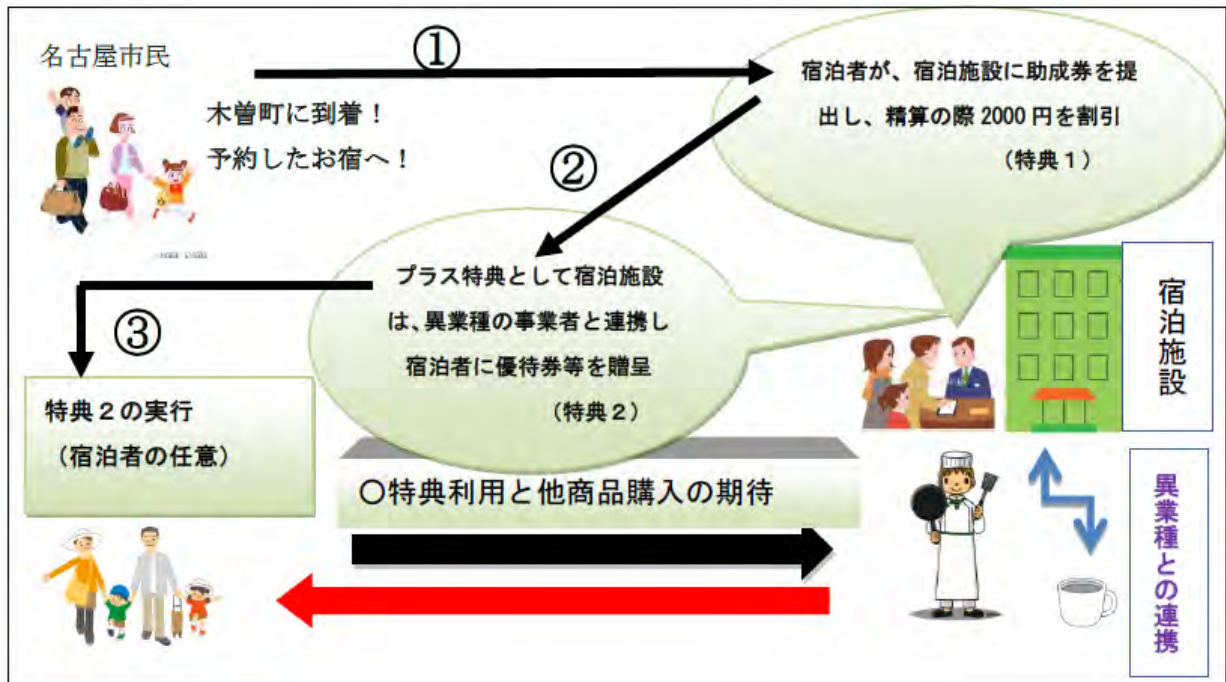 名古屋市民
①
木曽町に到着！
予約したお宿へ！
宿泊者が、宿泊施設に助成券を提
出し、精算の際 2000 円を割引
（特典１）
②
プラス特典として宿泊施設
は、異業種の事業者と連携し
宿泊者に優待券等を贈呈
（特典２）
③
特典２の実行
（宿泊者の任意）
〇特典利用と他商品購入の期待
宿泊施設
異業種との連携